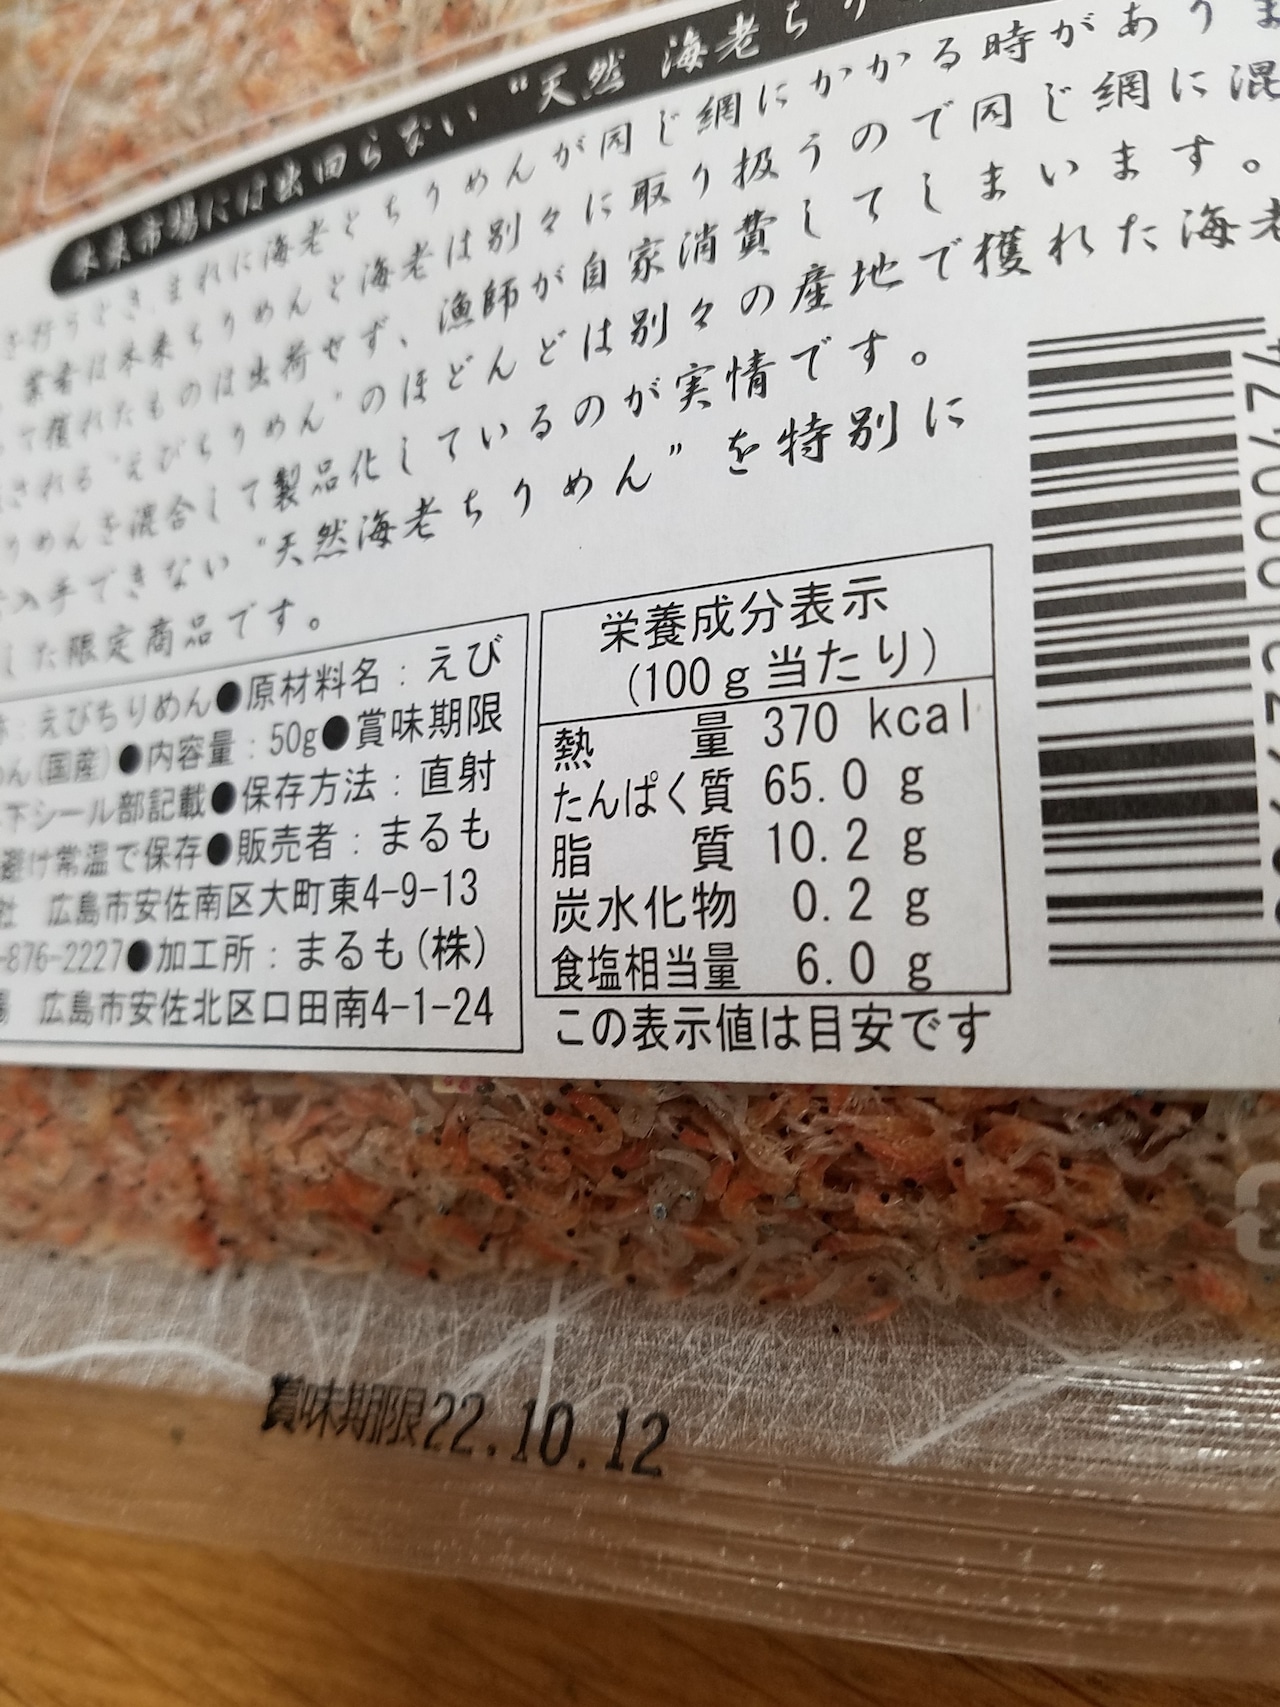 本来市場には出回らない "天然 海老ちり
を行うとき、まれに海老とちりめんが同じ網にかかる時がありま
業者は本来ちりめんと海老は別々に取り扱うので同じ網に混
って獲れたものは出荷せず、漁師が自家消費してしまいます。
される "えびちりめん" のほどんどは別々の産地で獲れた海老
りめんを混合して製品化しているのが実情です。
入手できない "天然海老ちりめん" を特別に
した限定商品です。
称:えびちりめん●原材料名:えび
めん(国産)●内容量:50g●賞味期限
下シール部記載●保存方法:直射
避け常温で保存●販売者:まるも
社 広島市安佐南区大町東4-9-13
-876-2227●加工所:まるも(株)
場 広島市安佐北区口田南4-1-24
栄養成分表示
(100g当たり)
熱量 370 kcal
たんぱく質 65.0 g
脂質 10.2 g
炭水化物 0.2 g
食塩相当量 6.0 g
この表示値は目安です
賞味期限22.10.12